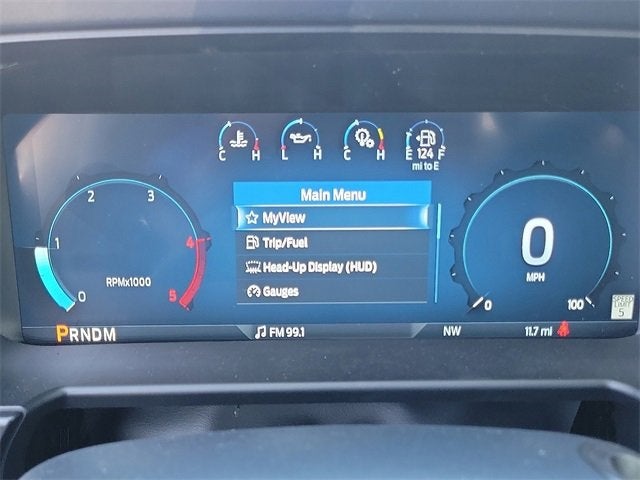 C H
L H
C H
E 124 F
mi to E
Main Menu
MyView
Trip/Fuel
Head-Up Display (HUD)
Gauges
0 1 2 3 4 5
RPMx1000
0
MPH
0 100
SPEED
LIMIT
5
PRNDM
FM 99.1
NW
11.7 mi